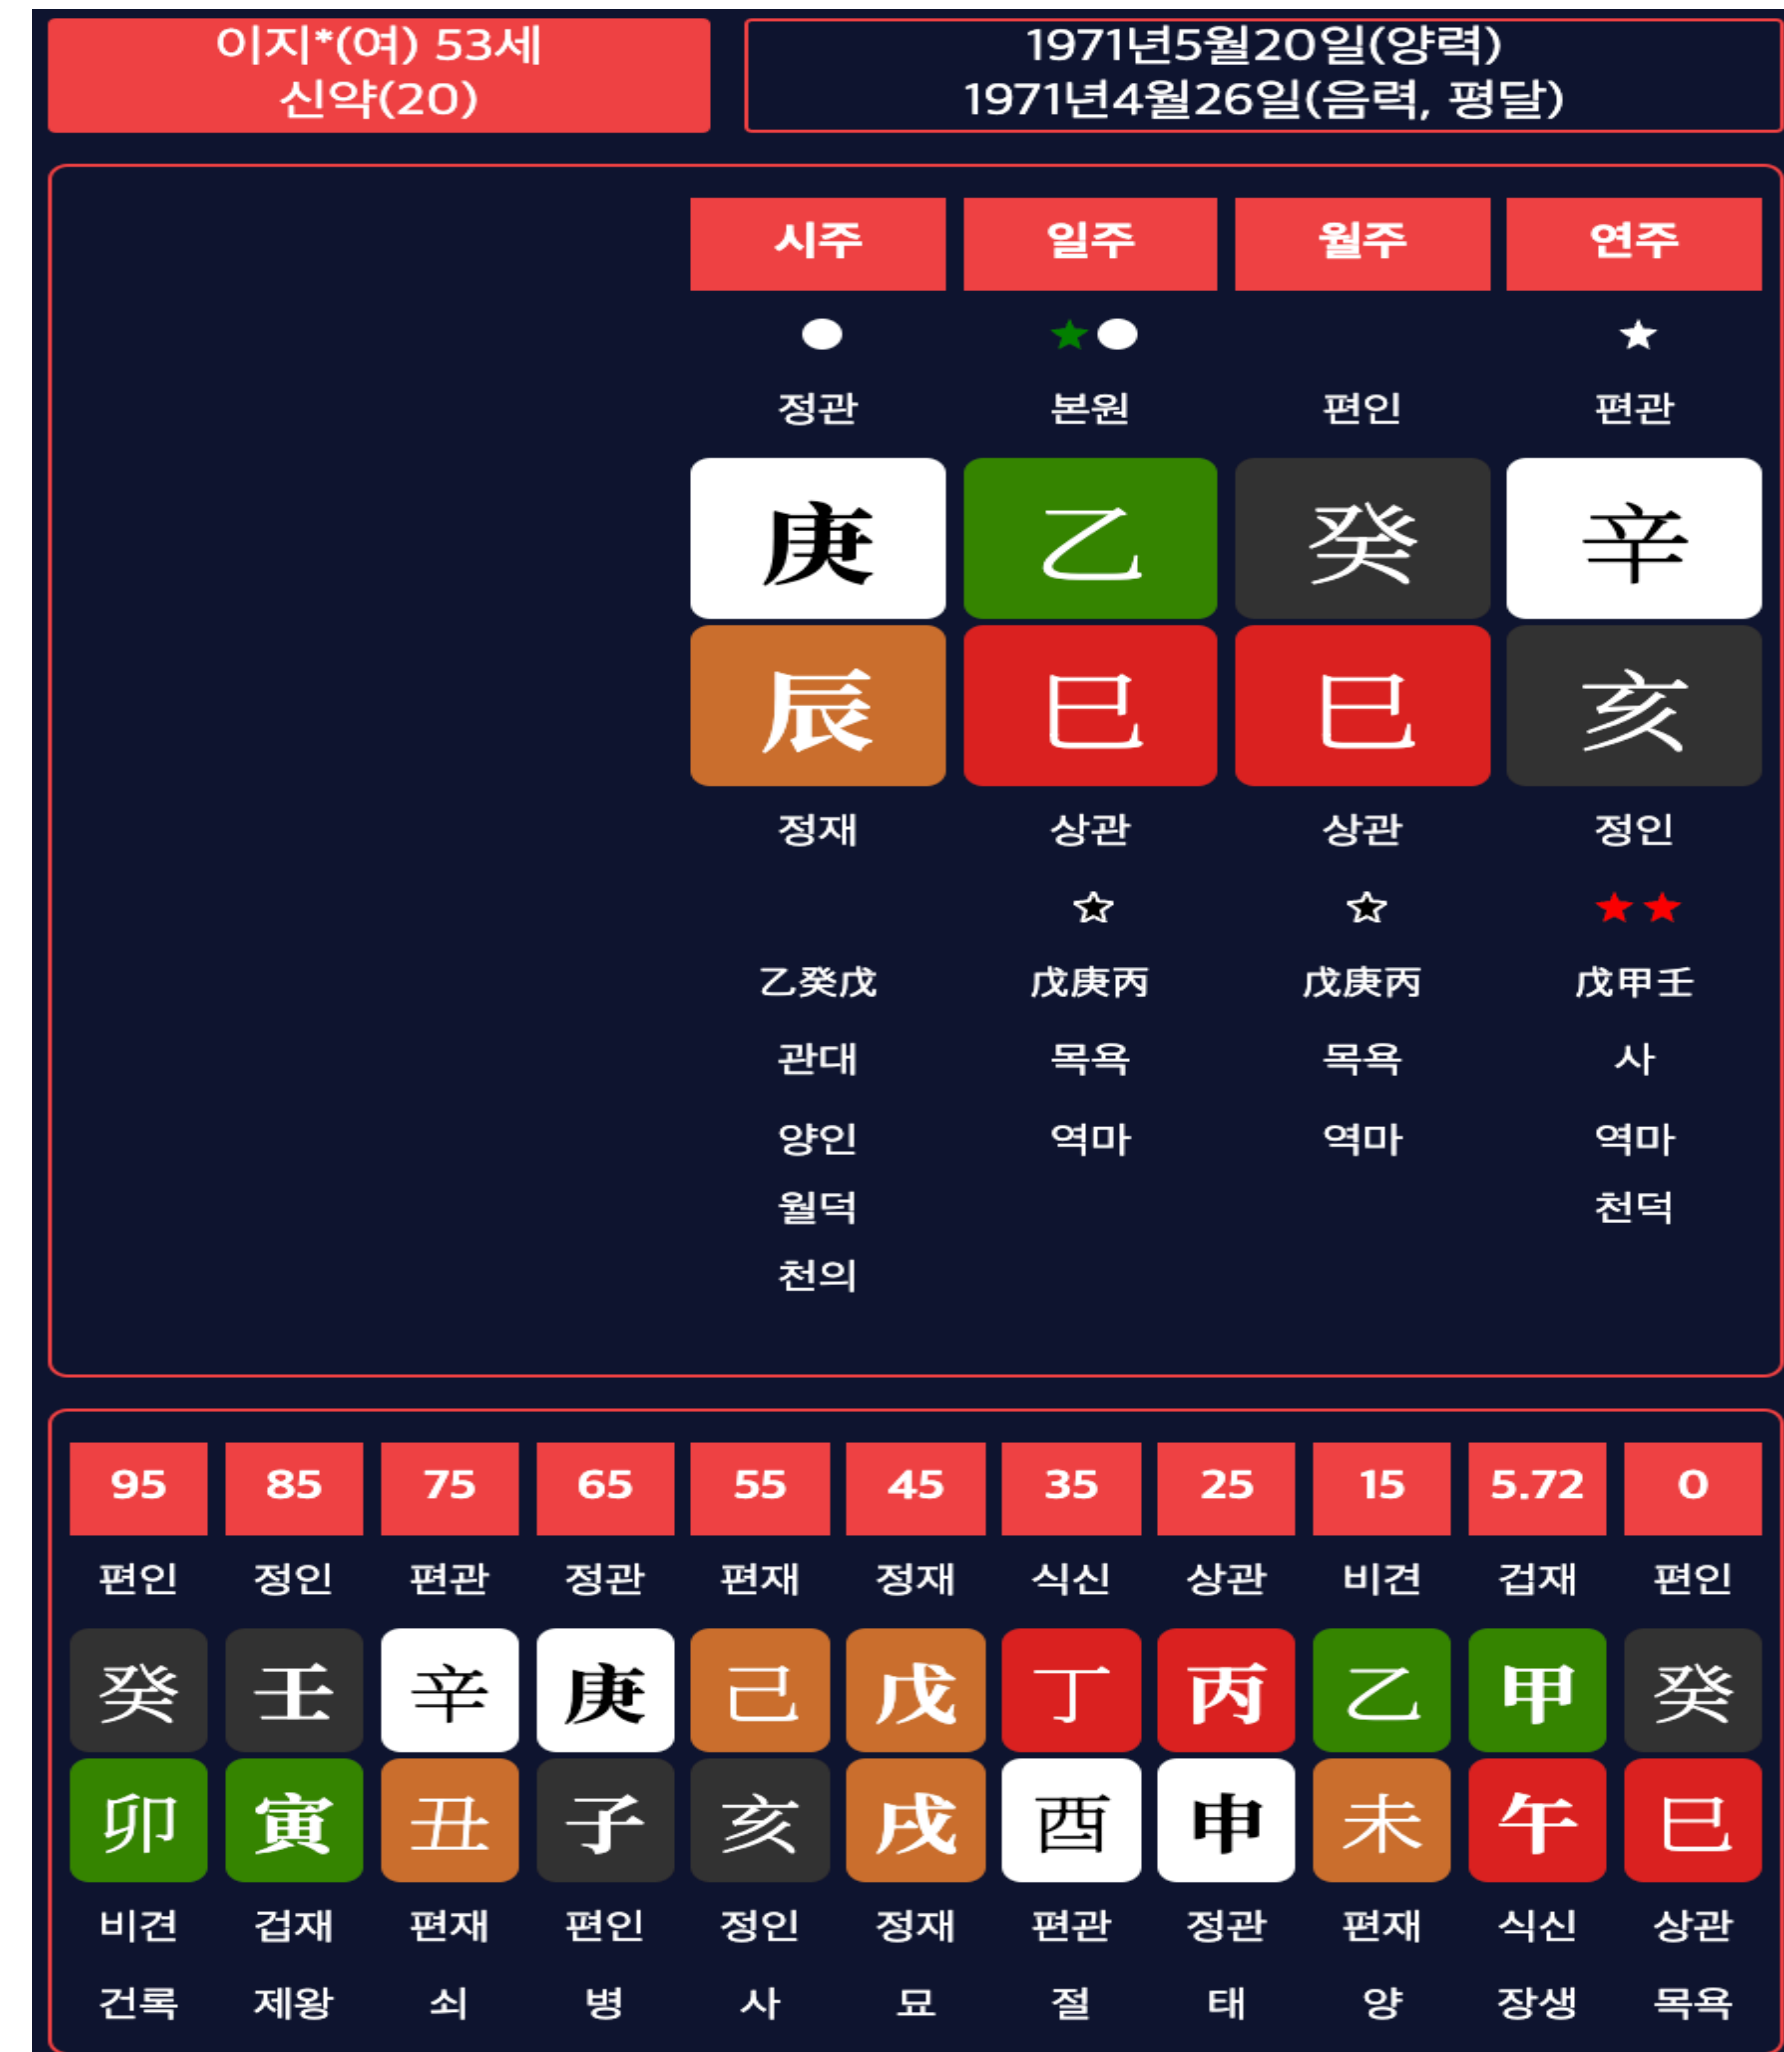 이지*(여) 53세
신약(20)
1971년5월20일(양력)
1971년4월26일(음력, 평달)
시주 일주 월주 연주
정관 본원 편인 편관
庚 乙 癸 辛
辰 巳 巳 亥
정재 상관 상관 정인
乙癸戊 戊庚丙 戊庚丙 戊甲壬
관대 목욕 목욕 사
양인 역마 역마 역마
월덕 천덕
천의
95 85 75 65 55 45 35 25 15 5.72 0
편인 정인 편관 정관 편재 정재 식신 상관 비견 겁재 편인
癸 壬 辛 庚 己 戊 丁 丙 乙 甲 癸
卯 寅 丑 子 亥 戌 酉 申 未 午 巳
비견 겁재 편재 편인 정인 정재 편관 정관 편재 식신 상관
건록 제왕 쇠 병 사 묘 절 태 양 장생 목욕